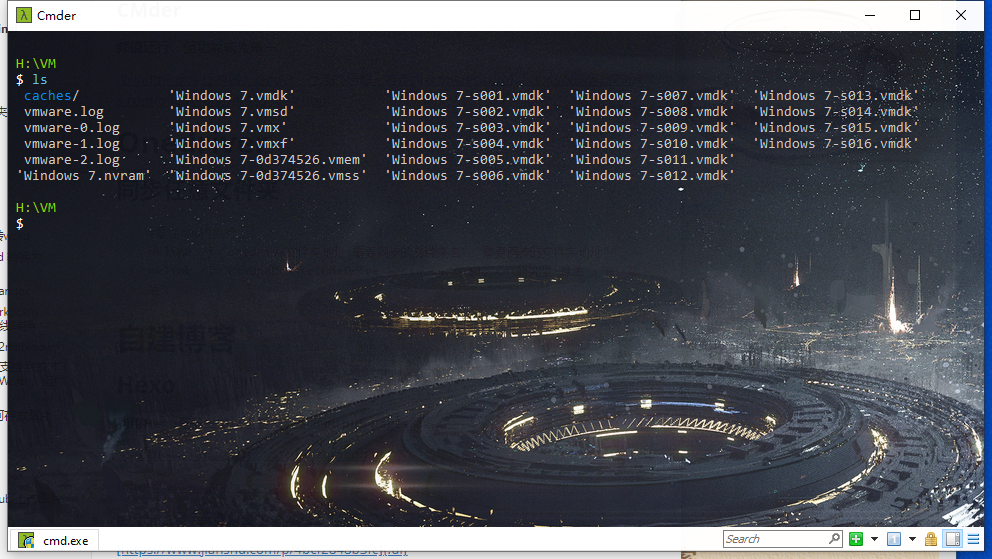 Cmder
H:\VM
$ ls
caches/ 'Windows 7.vmdk' 'Windows 7-s001.vmdk' 'Windows 7-s007.vmdk' 'Windows 7-s013.vmdk'
vmware.log 'Windows 7.vmsd' 'Windows 7-s002.vmdk' 'Windows 7-s008.vmdk' 'Windows 7-s014.vmdk'
vmware-0.log 'Windows 7.vmx' 'Windows 7-s003.vmdk' 'Windows 7-s009.vmdk' 'Windows 7-s015.vmdk'
vmware-1.log 'Windows 7.vmxf' 'Windows 7-s004.vmdk' 'Windows 7-s010.vmdk' 'Windows 7-s016.vmdk'
vmware-2.log 'Windows 7-0d374526.vmem' 'Windows 7-s005.vmdk' 'Windows 7-s011.vmdk'
'Windows 7.nvram' 'Windows 7-0d374526.vmss' 'Windows 7-s006.vmdk' 'Windows 7-s012.vmdk'
H:\VM
$
自建博客
Hexo
cmd.exe
Search